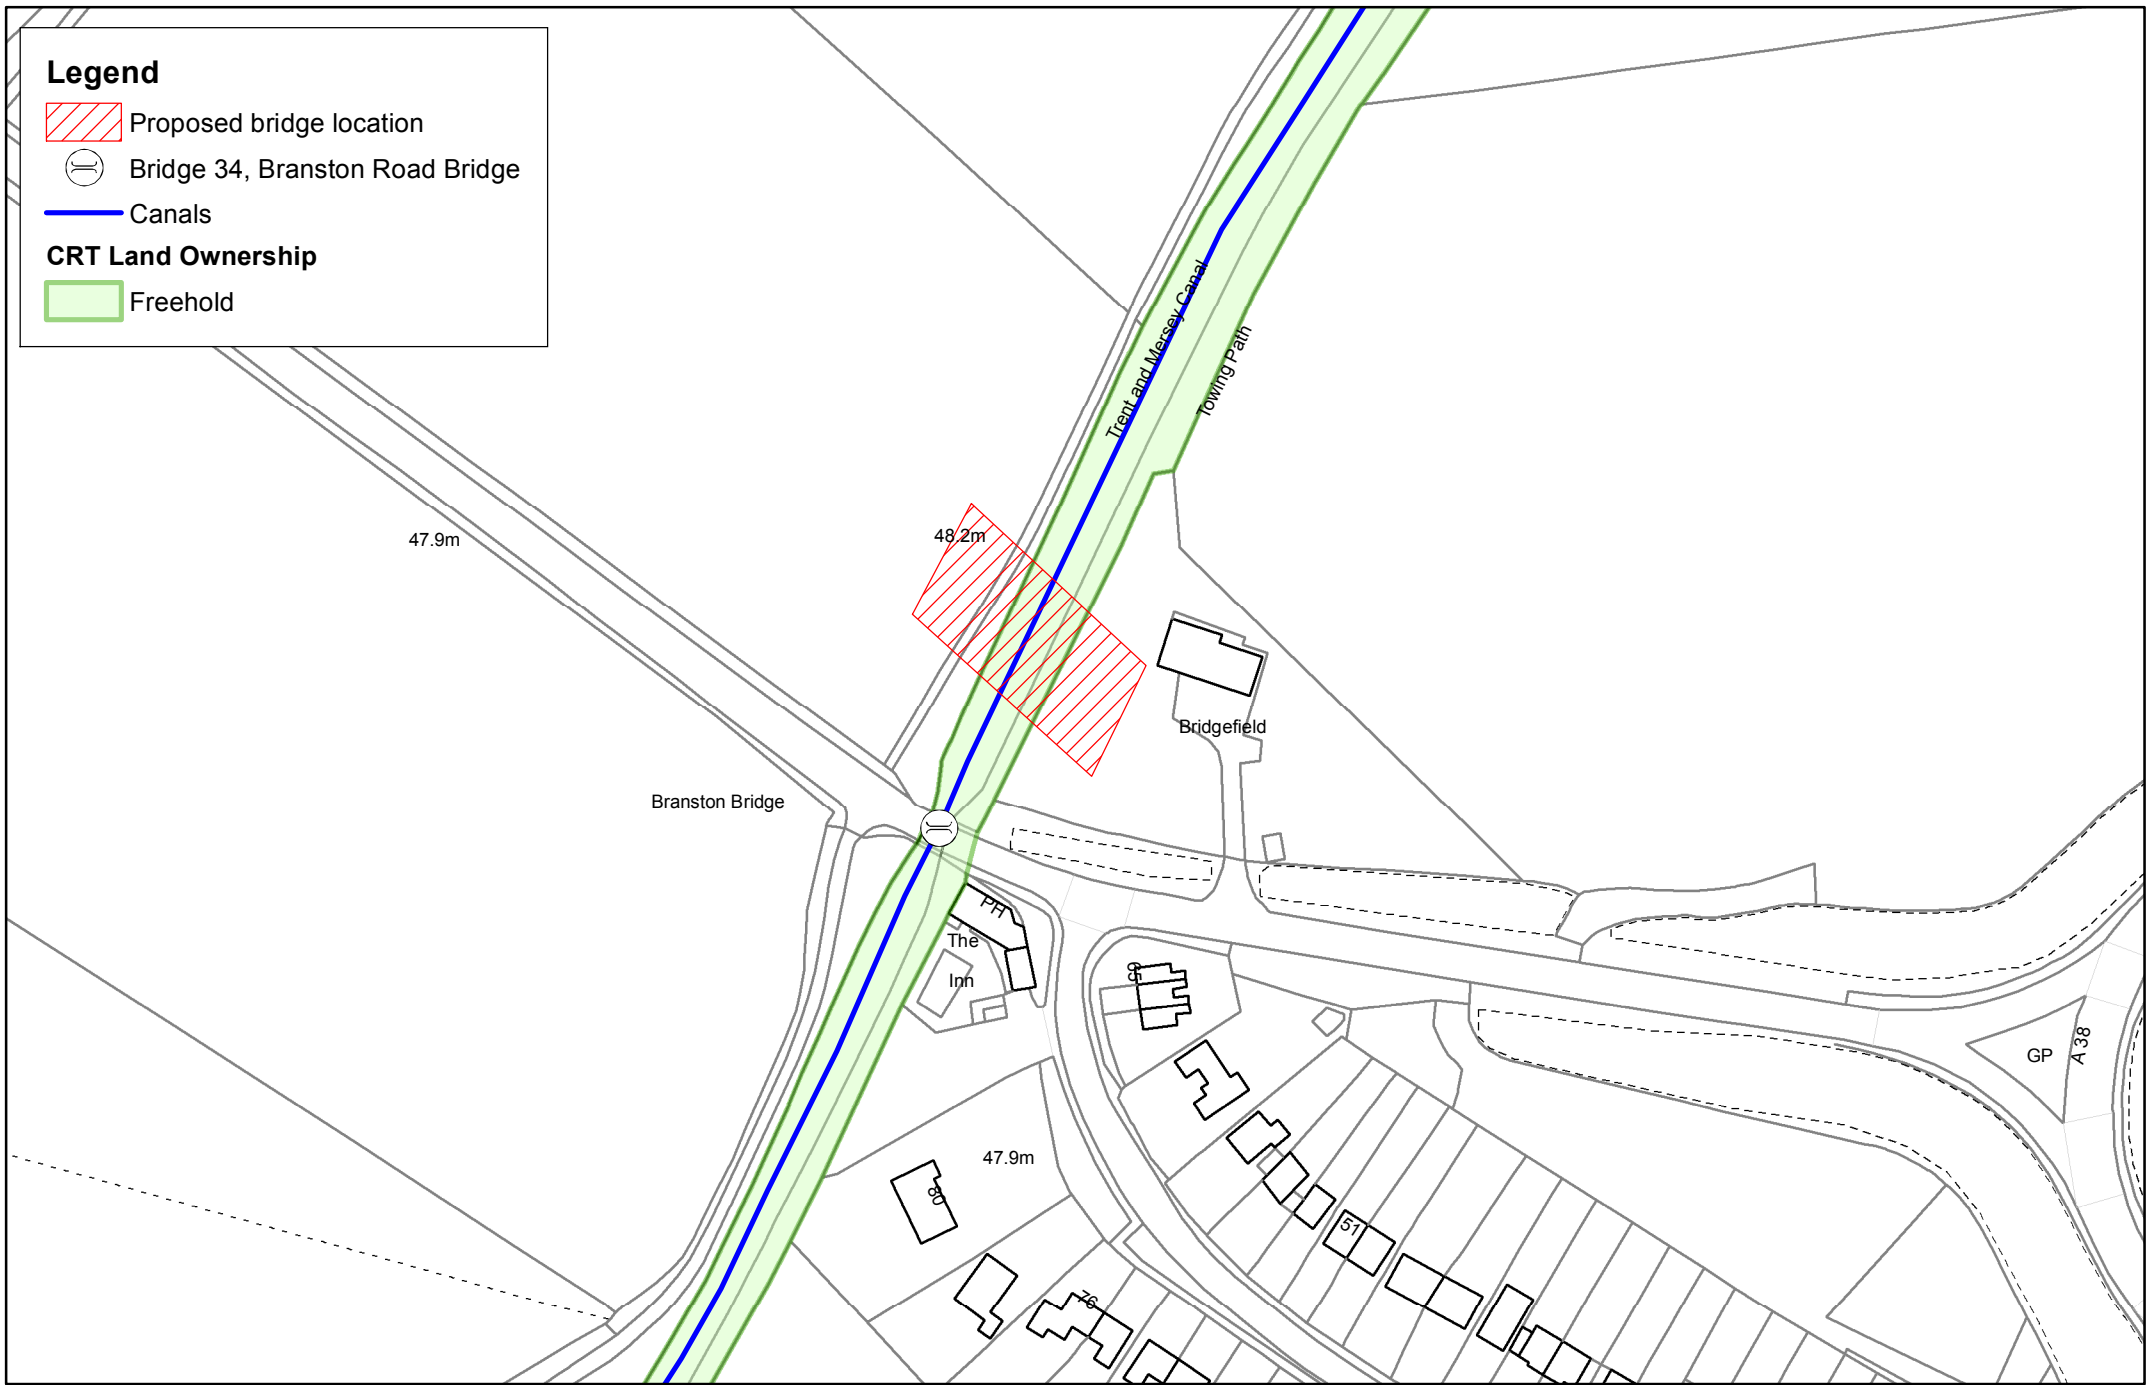 Legend
Proposed bridge location
Bridge 34, Branston Road Bridge
Canals
CRT Land Ownership
Freehold
Trent and Mersey Canal
Towing Path
48.2m
47.9m
Bridgefield
Branston Bridge
PH
The
Inn
65
GP
A 38
47.9m
80
51
76